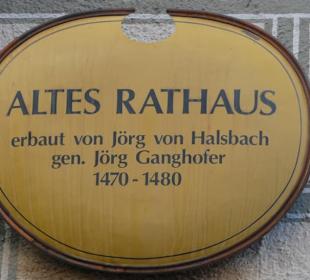 ALTES RATHAUS
erbaut von Jörg von Halsbach
gen. Jörg Ganghofer
1470-1480